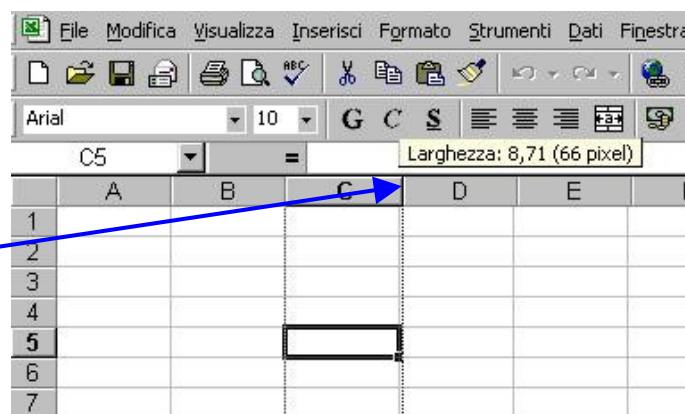 File Modifica Visualizza Inserisci Formato Strumenti Dati Finestra
ABC
Arial 10 G C S a
C5 = Larghezza: 8,71 (66 pixel)
A B C D E
1
2
3
4
5
6
7